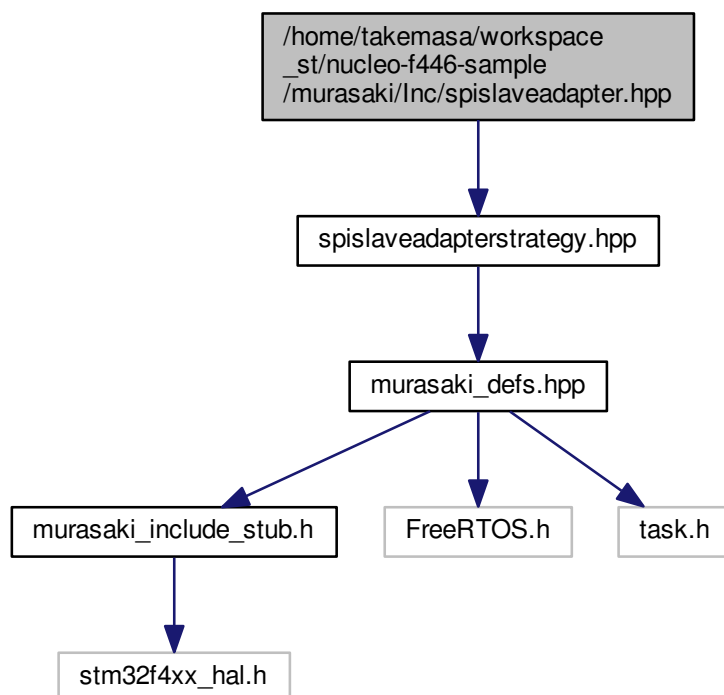 /home/takemasa/workspace
_st/nucleo-f446-sample
/murasaki/Inc/spislaveadapter.hpp
spislaveadapterstrategy.hpp
murasaki_defs.hpp
murasaki_include_stub.h
FreeRTOS.h
task.h
stm32f4xx_hal.h